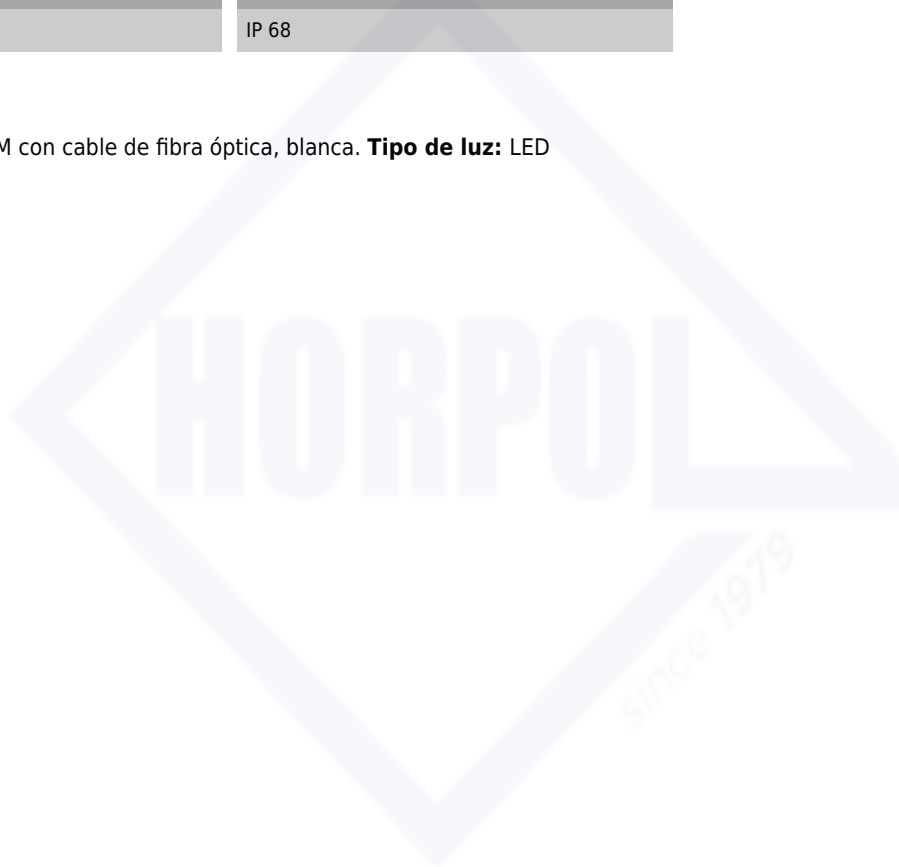 IP 68
M con cable de fibra óptica, blanca. Tipo de luz: LED
HORPOL
since 1979